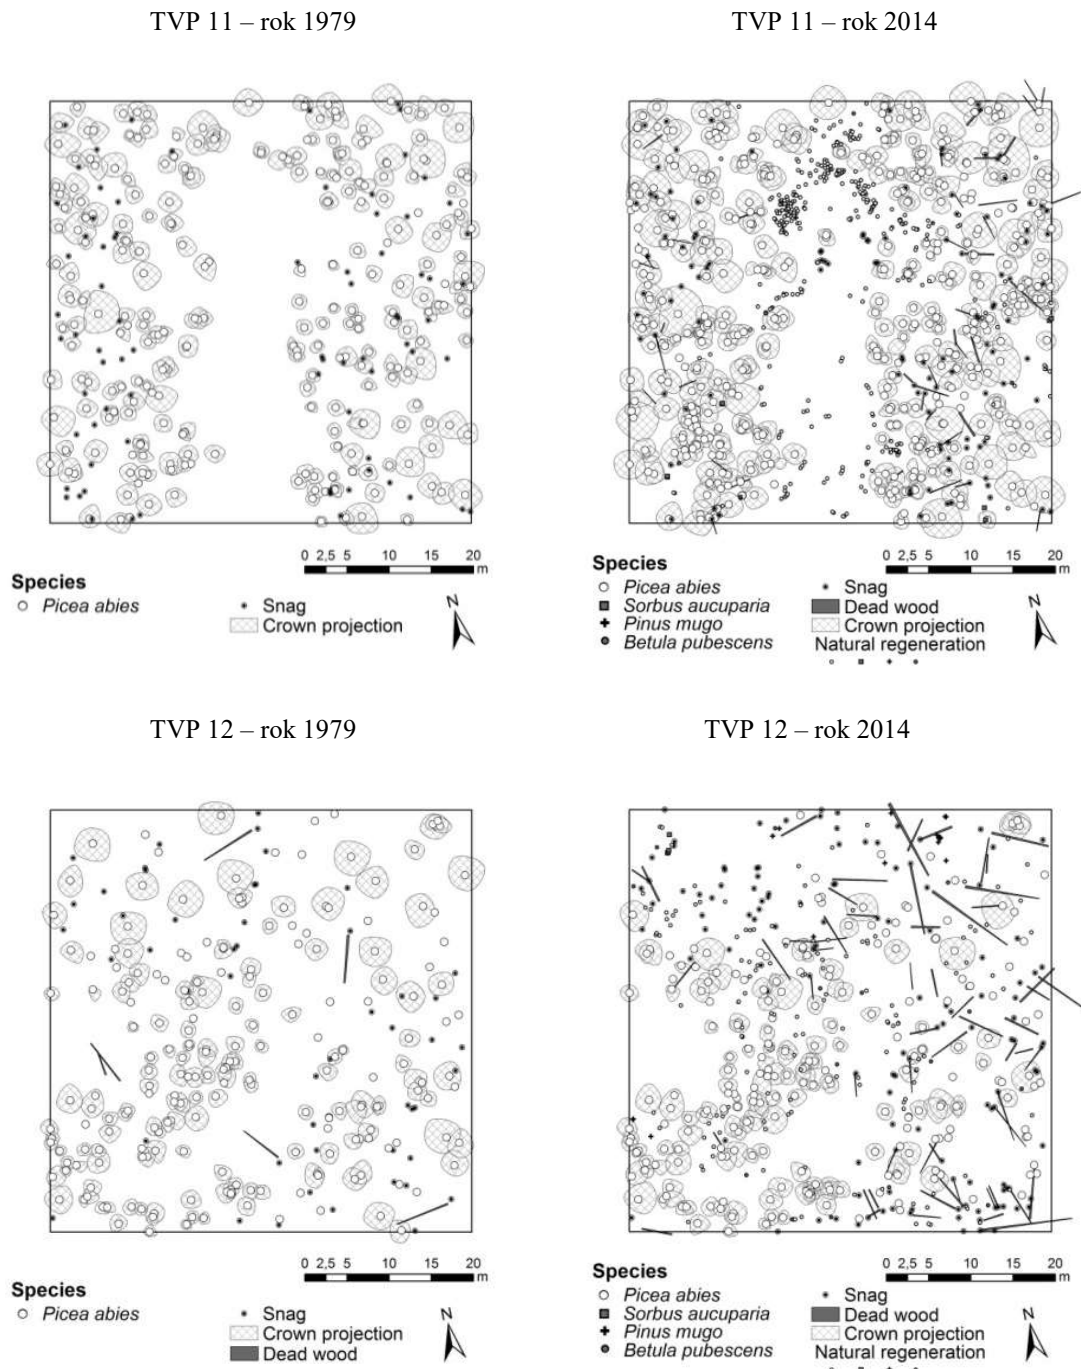 TVP 11 – rok 1979
TVP 11 – rok 2014
0 2,5 5 10 15 20
m
Species
Picea abies
Snag
Crown projection
N
0 2,5 5 10 15 20
m
Species
Picea abies
Sorbus aucuparia
Pinus mugo
Betula pubescens
Snag
Dead wood
Crown projection
Natural regeneration
N
TVP 12 – rok 1979
TVP 12 – rok 2014
0 2,5 5 10 15 20
m
Species
Picea abies
Snag
Crown projection
Dead wood
N
0 2,5 5 10 15 20
m
Species
Picea abies
Sorbus aucuparia
Pinus mugo
Betula pubescens
Snag
Dead wood
Crown projection
Natural regeneration
N